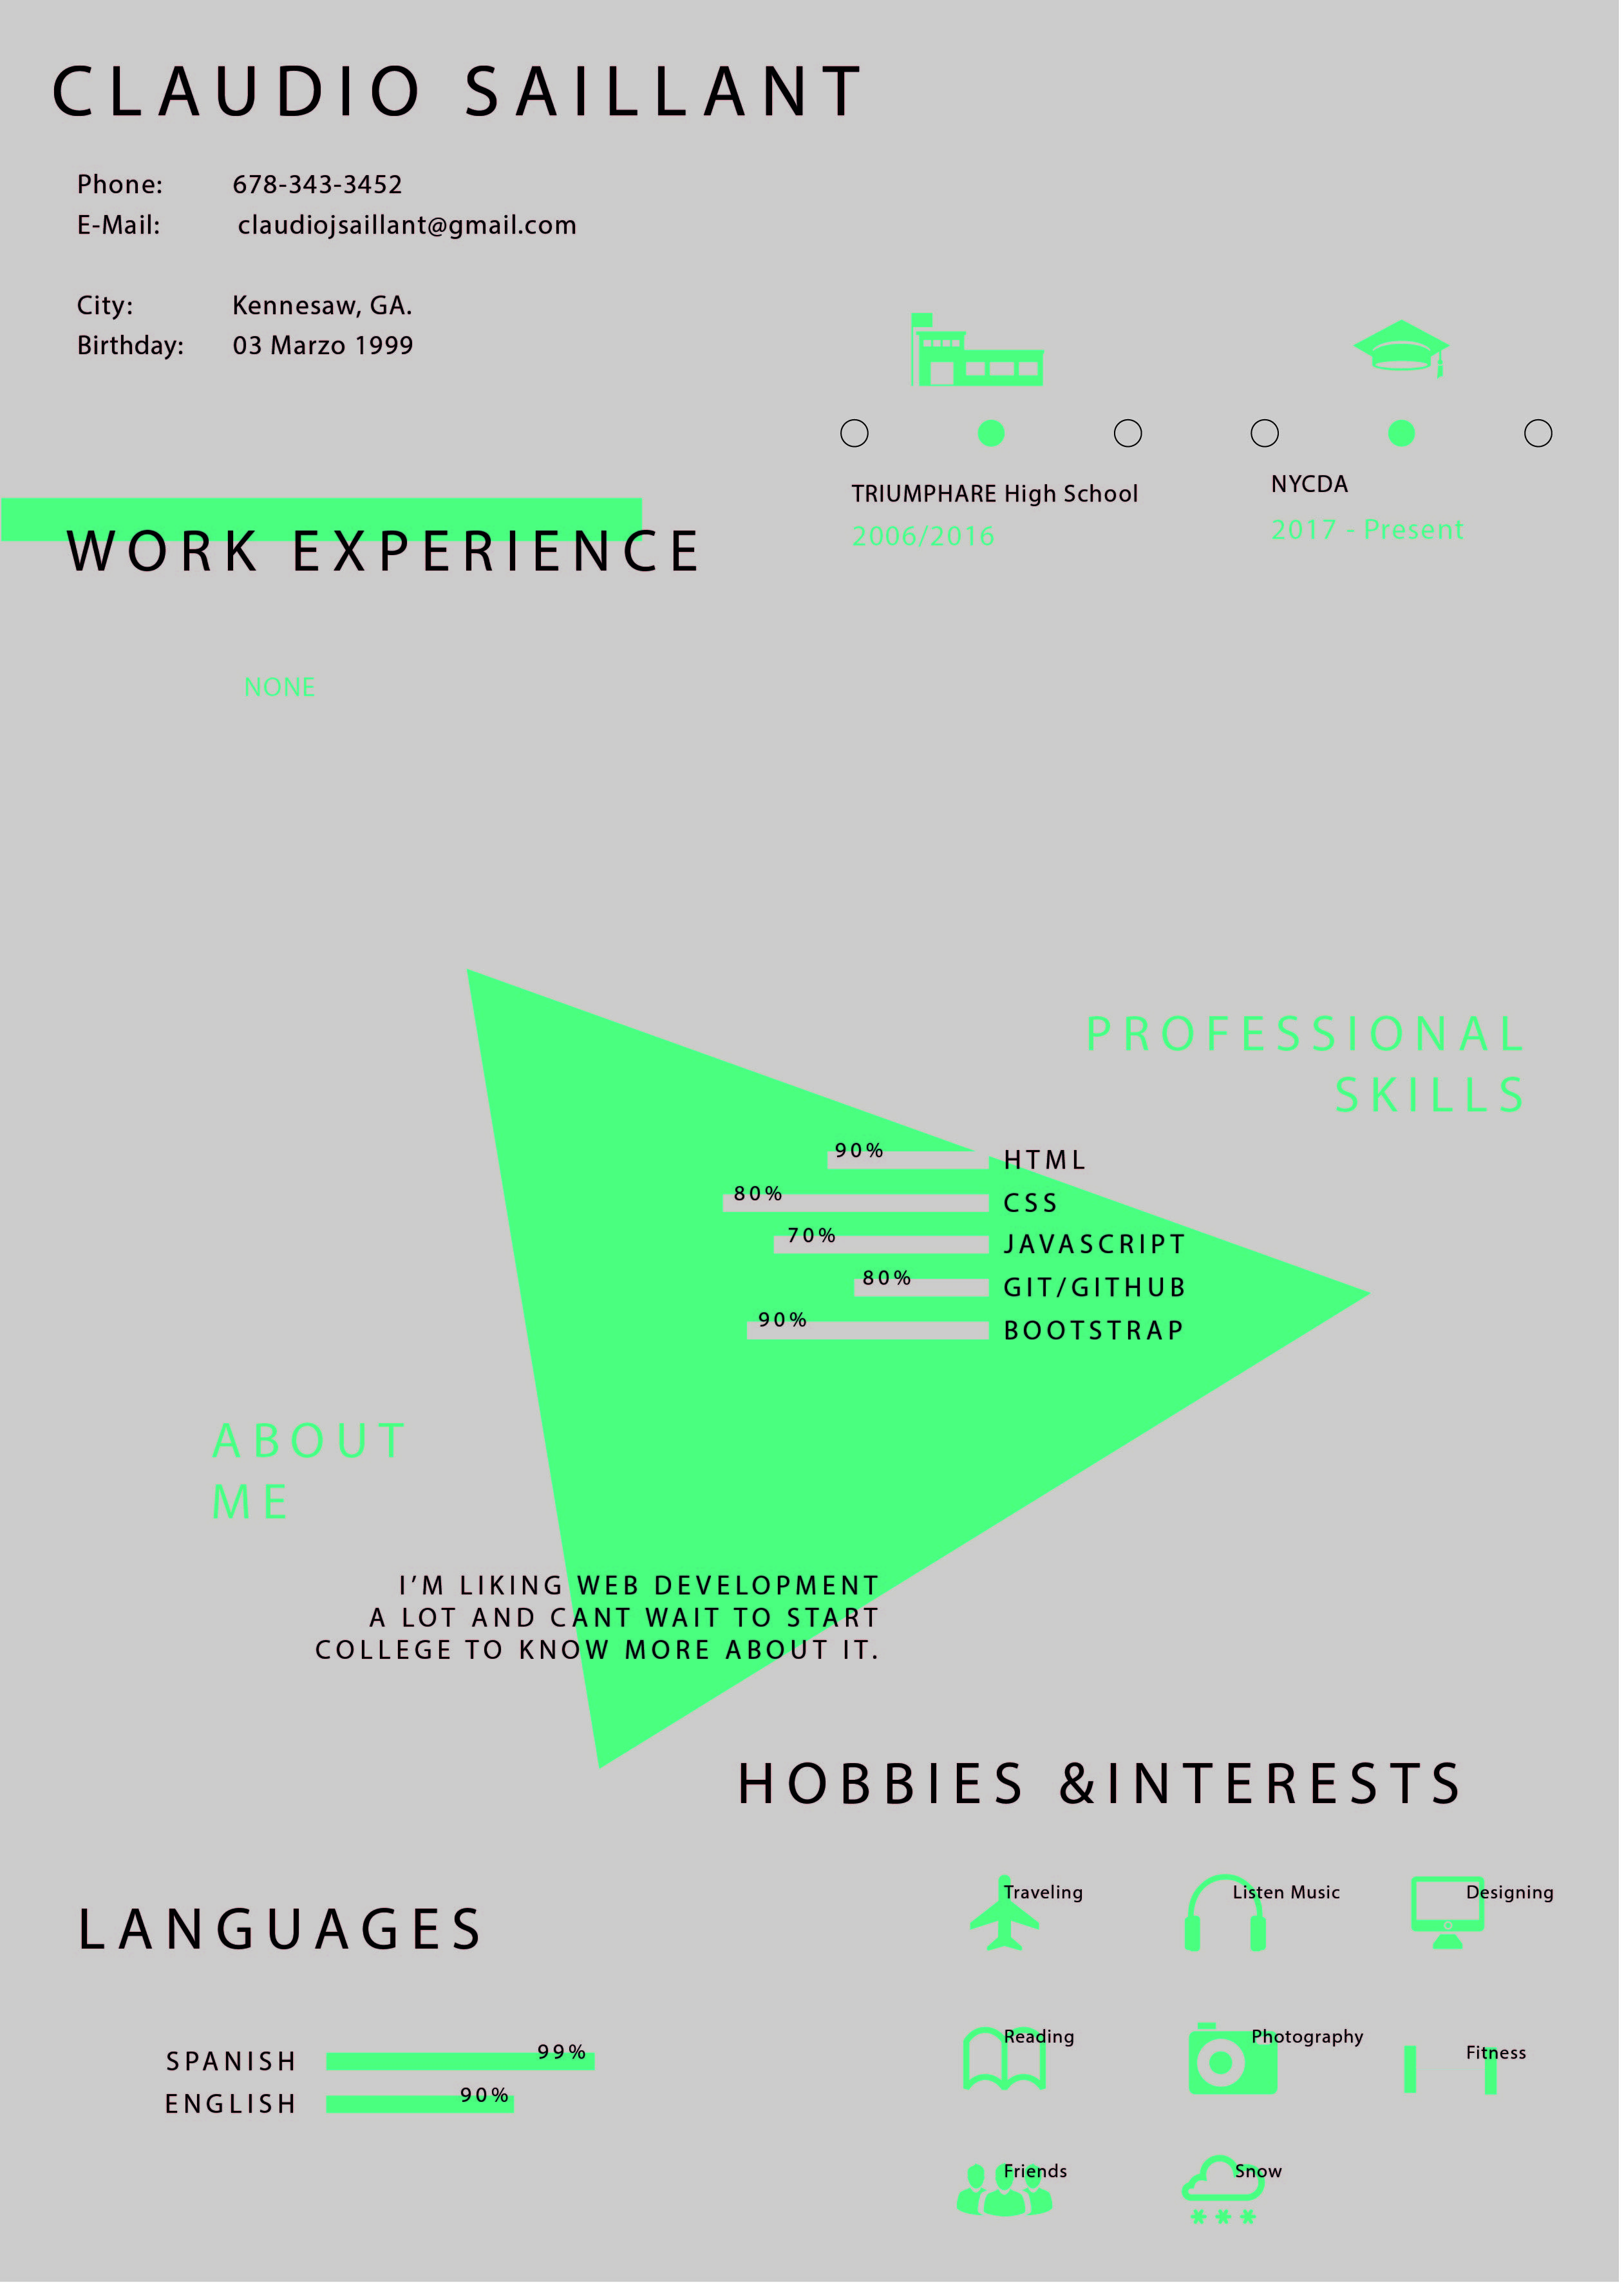 CLAUDIO SAILLANT
Phone: 678-343-3452
E-Mail: claudiojsaillant@gmail.com
City: Kennesaw, GA.
Birthday: 03 Marzo 1999
TRIUMPHARE High School
2006/2016
NYCDA
2017 - Present
WORK EXPERIENCE
NONE
PROFESSIONAL
SKILLS
90% HTML
80% CSS
70% JAVASCRIPT
80% GIT/GITHUB
90% BOOTSTRAP
ABOUT
ME
I’M LIKING WEB DEVELOPMENT
A LOT AND CANT WAIT TO START
COLLEGE TO KNOW MORE ABOUT IT.
HOBBIES &INTERESTS
Traveling Listen Music Designing
Reading Photography Fitness
Friends Snow
LANGUAGES
SPANISH 99%
ENGLISH 90%